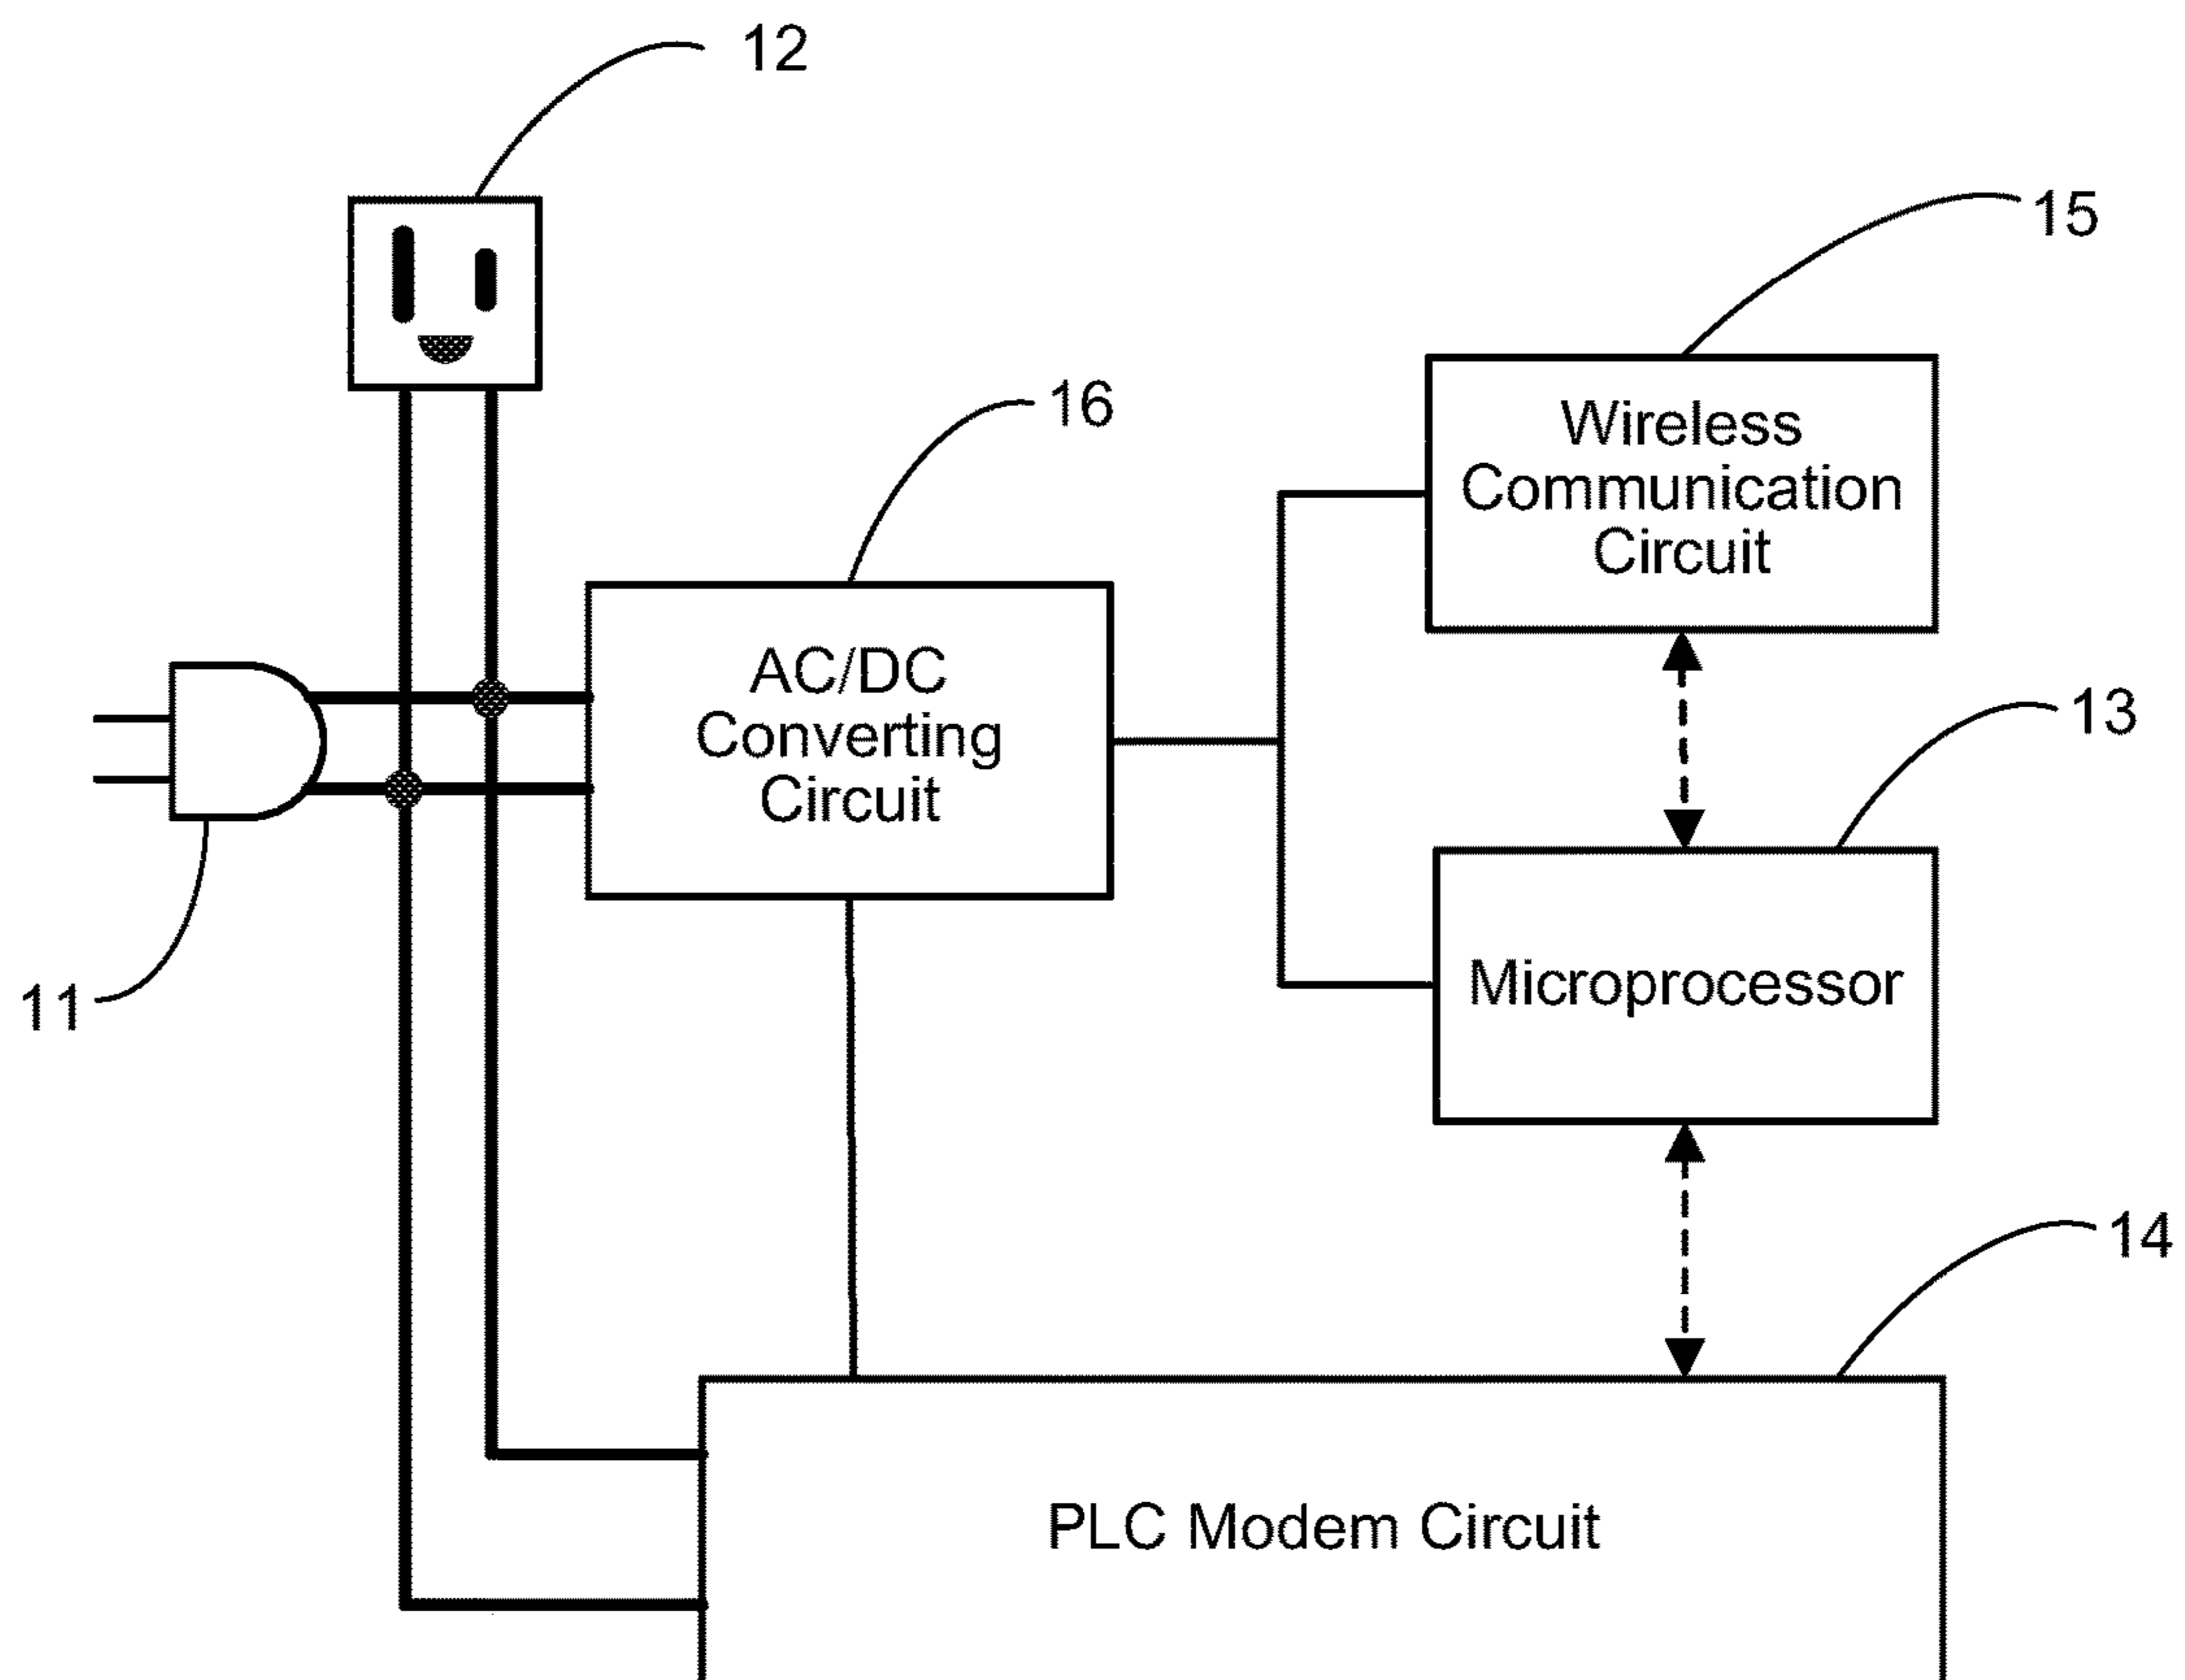 12
15
16
Wireless
Communication
Circuit
AC/DC
Converting
Circuit
13
11
Microprocessor
14
PLC Modem Circuit